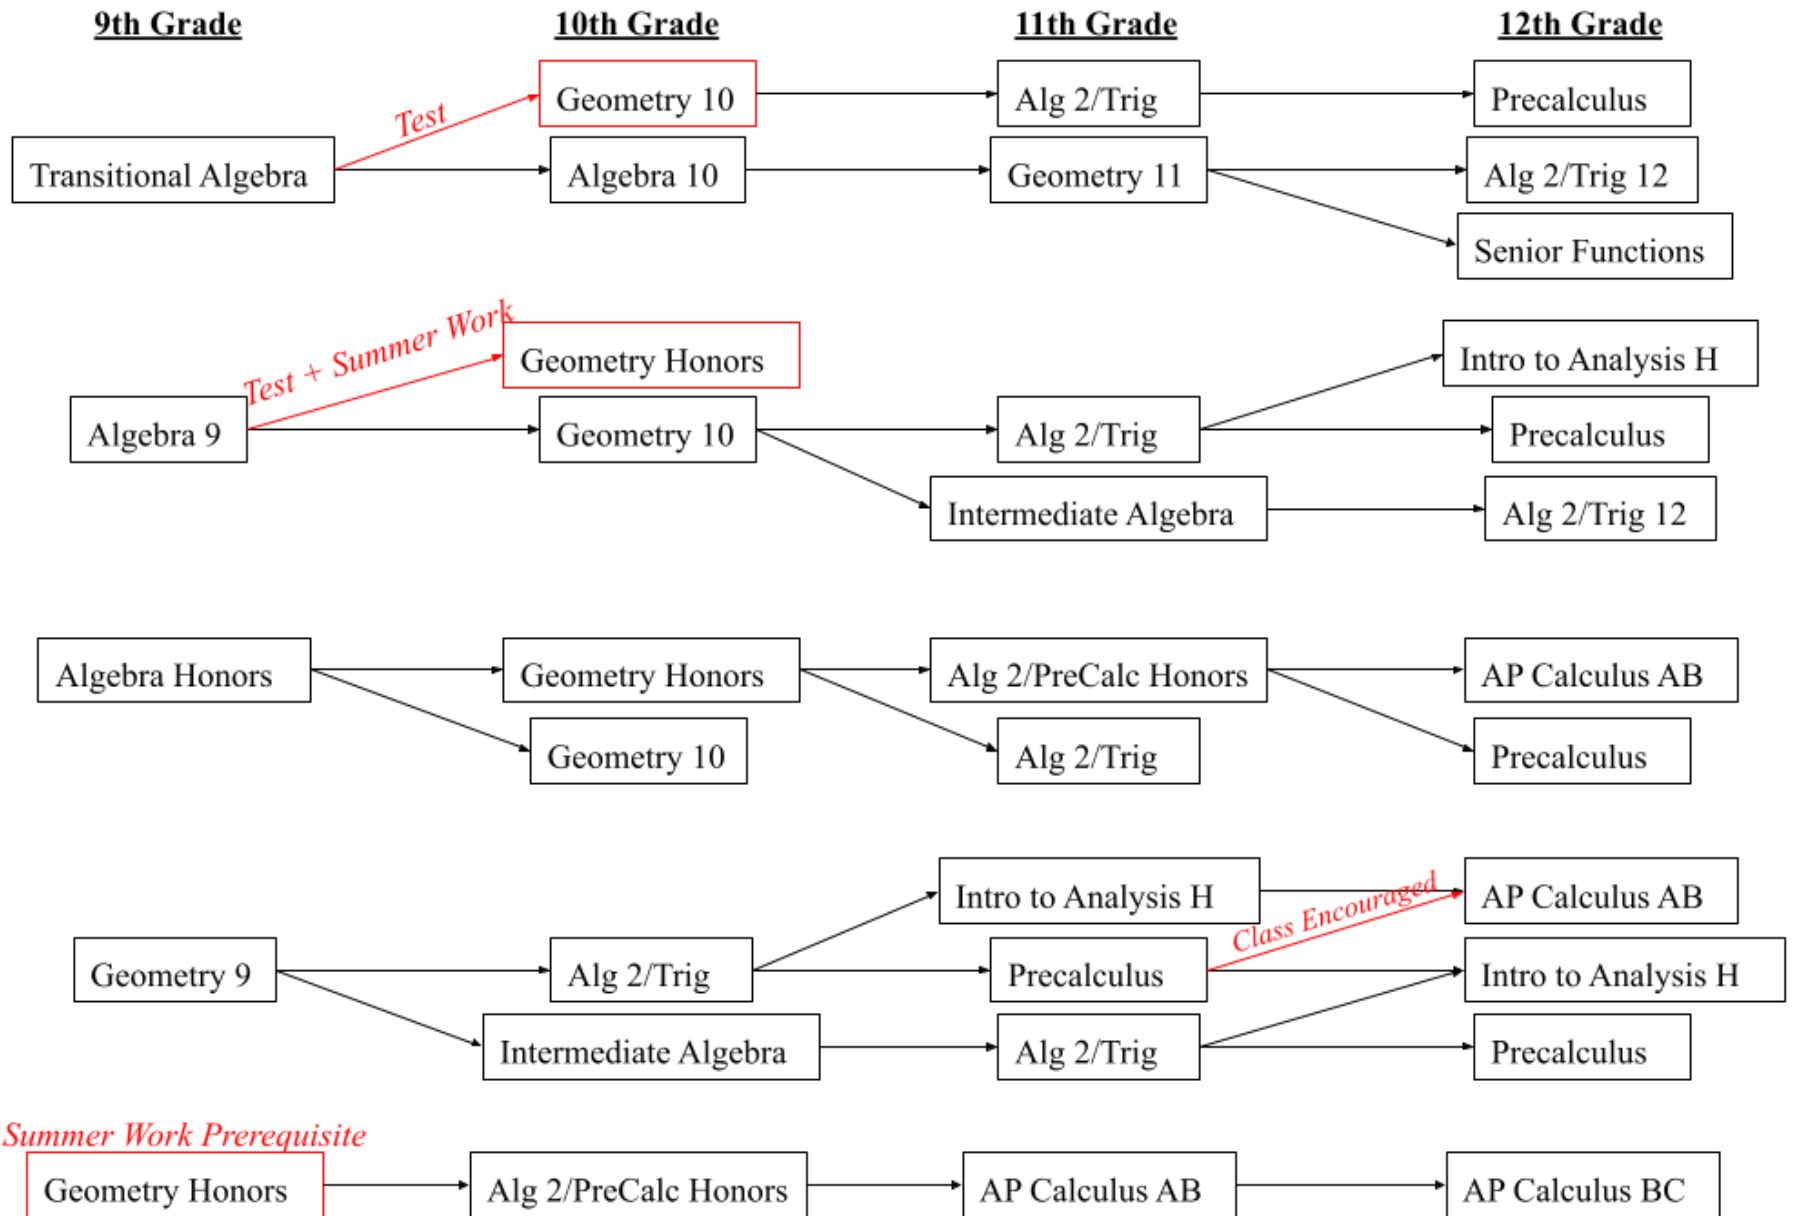 9th Grade 10th Grade 11th Grade 12th Grade
Test
Geometry 10 Alg 2/Trig Precalculus
Transitional Algebra Algebra 10 Geometry 11 Alg 2/Trig 12
Senior Functions
Test + Summer Work
Geometry Honors Intro to Analysis H
Algebra 9 Geometry 10 Alg 2/Trig Precalculus
Intermediate Algebra Alg 2/Trig 12
Algebra Honors Geometry Honors Alg 2/PreCalc Honors AP Calculus AB
Geometry 10 Alg 2/Trig Precalculus
Intro to Analysis H Class Encouraged AP Calculus AB
Geometry 9 Alg 2/Trig Precalculus Intro to Analysis H
Intermediate Algebra Alg 2/Trig Precalculus
Summer Work Prerequisite
Geometry Honors Alg 2/PreCalc Honors AP Calculus AB AP Calculus BC